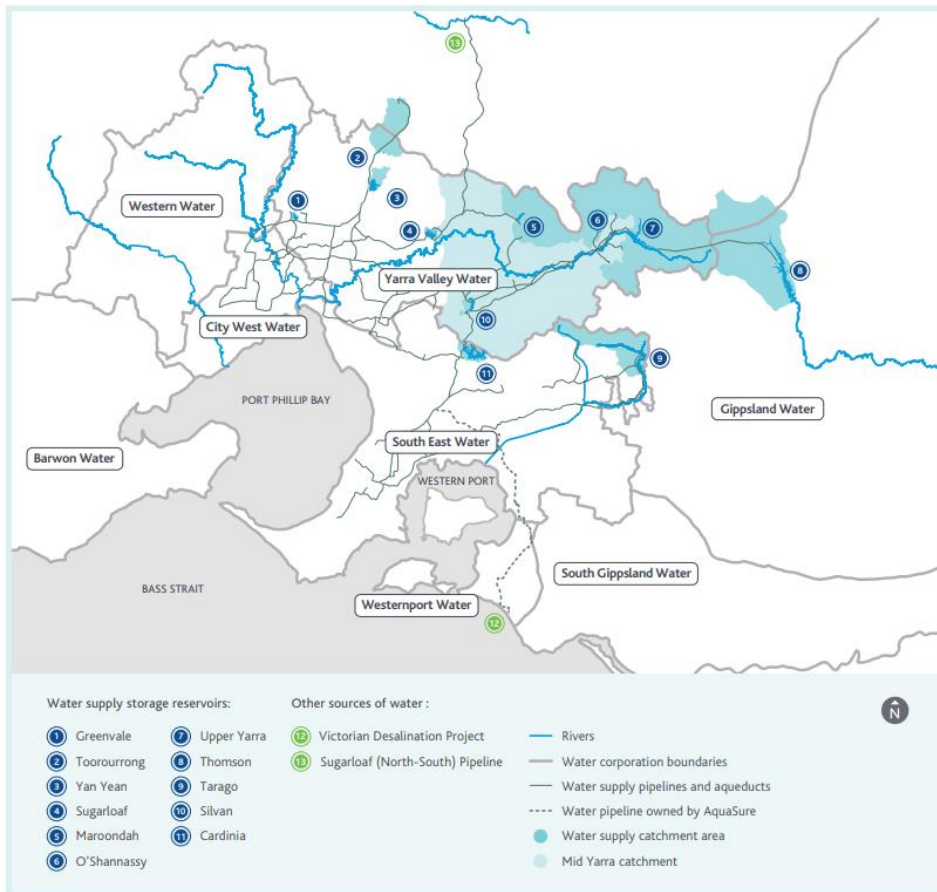 13
2
1
3
Western Water
4
5
6
7
8
Yarra Valley Water
City West Water
10
11
9
PORT PHILLIP BAY
Gippsland Water
South East Water
Barwon Water
WESTERN PORT
South Gippsland Water
BASS STRAIT
Westernport Water
12
Water supply storage reservoirs:
1 Greenvale
2 Toorourrong
3 Yan Yean
4 Sugarloaf
5 Maroondah
6 O'Shannassy
7 Upper Yarra
8 Thomson
9 Tarago
10 Silvan
11 Cardinia
Other sources of water :
12 Victorian Desalination Project
13 Sugarloaf (North-South) Pipeline
Rivers
Water corporation boundaries
Water supply pipelines and aqueducts
Water pipeline owned by AquaSure
Water supply catchment area
Mid Yarra catchment
N